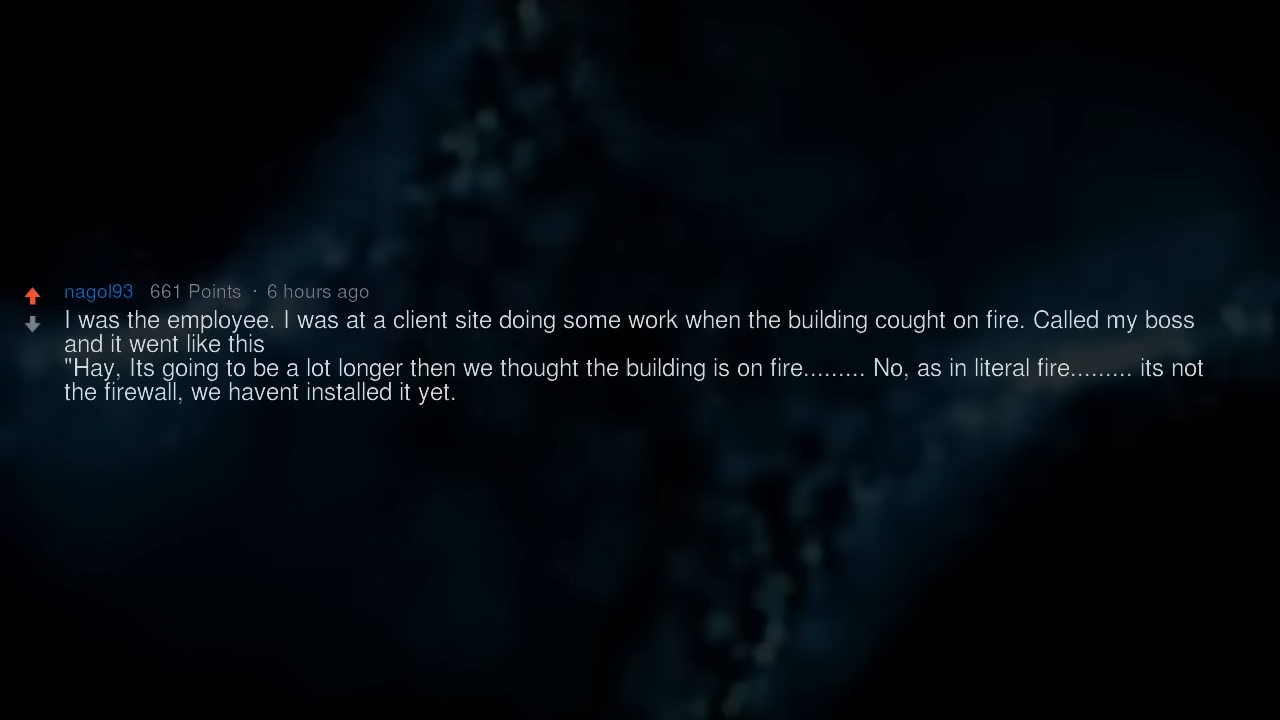 nagol93 661 Points · 6 hours ago
I was the employee. I was at a client site doing some work when the building cought on fire. Called my boss
and it went like this
"Hay, Its going to be a lot longer then we thought the building is on fire......... No, as in literal fire......... its not
the firewall, we havent installed it yet.